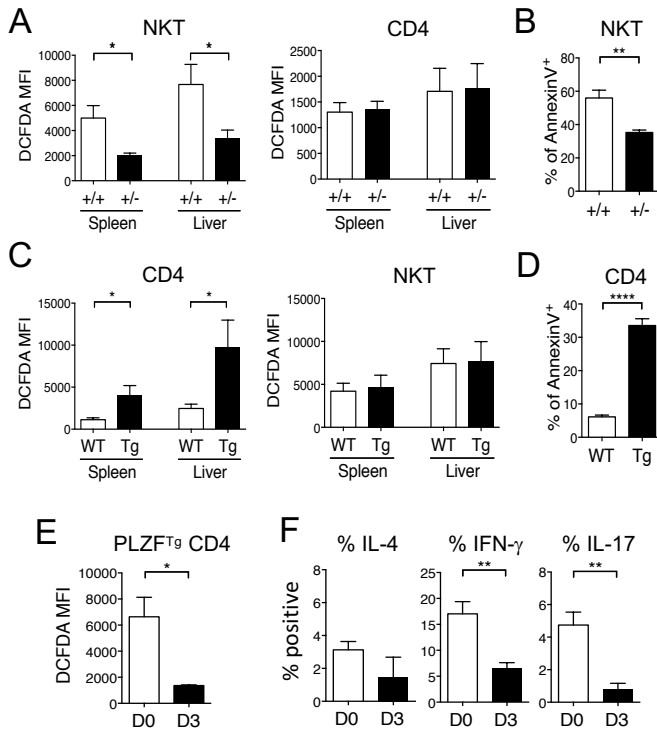 A
NKT
DCFDA MFI
10000
8000
6000
4000
2000
0
*
*
+/+ +/- +/+ +/-
Spleen Liver
CD4
DCFDA MFI
2500
2000
1500
1000
500
0
+/+ +/- +/+ +/-
Spleen Liver
B
NKT
% of AnnexinV+
80
60
40
20
0
**
+/+ +/-
C
CD4
DCFDA MFI
15000
10000
5000
0
*
*
WT Tg WT Tg
Spleen Liver
NKT
DCFDA MFI
15000
10000
5000
0
WT Tg WT Tg
Spleen Liver
D
CD4
% of AnnexinV+
40
30
20
10
0
****
WT Tg
E
PLZFTg CD4
DCFDA MFI
10000
8000
6000
4000
2000
0
*
D0 D3
F
% IL-4
% positive
8
6
4
2
0
D0 D3
% IFN-γ
25
20
15
10
5
0
**
D0 D3
% IL-17
8
6
4
2
0
**
D0 D3